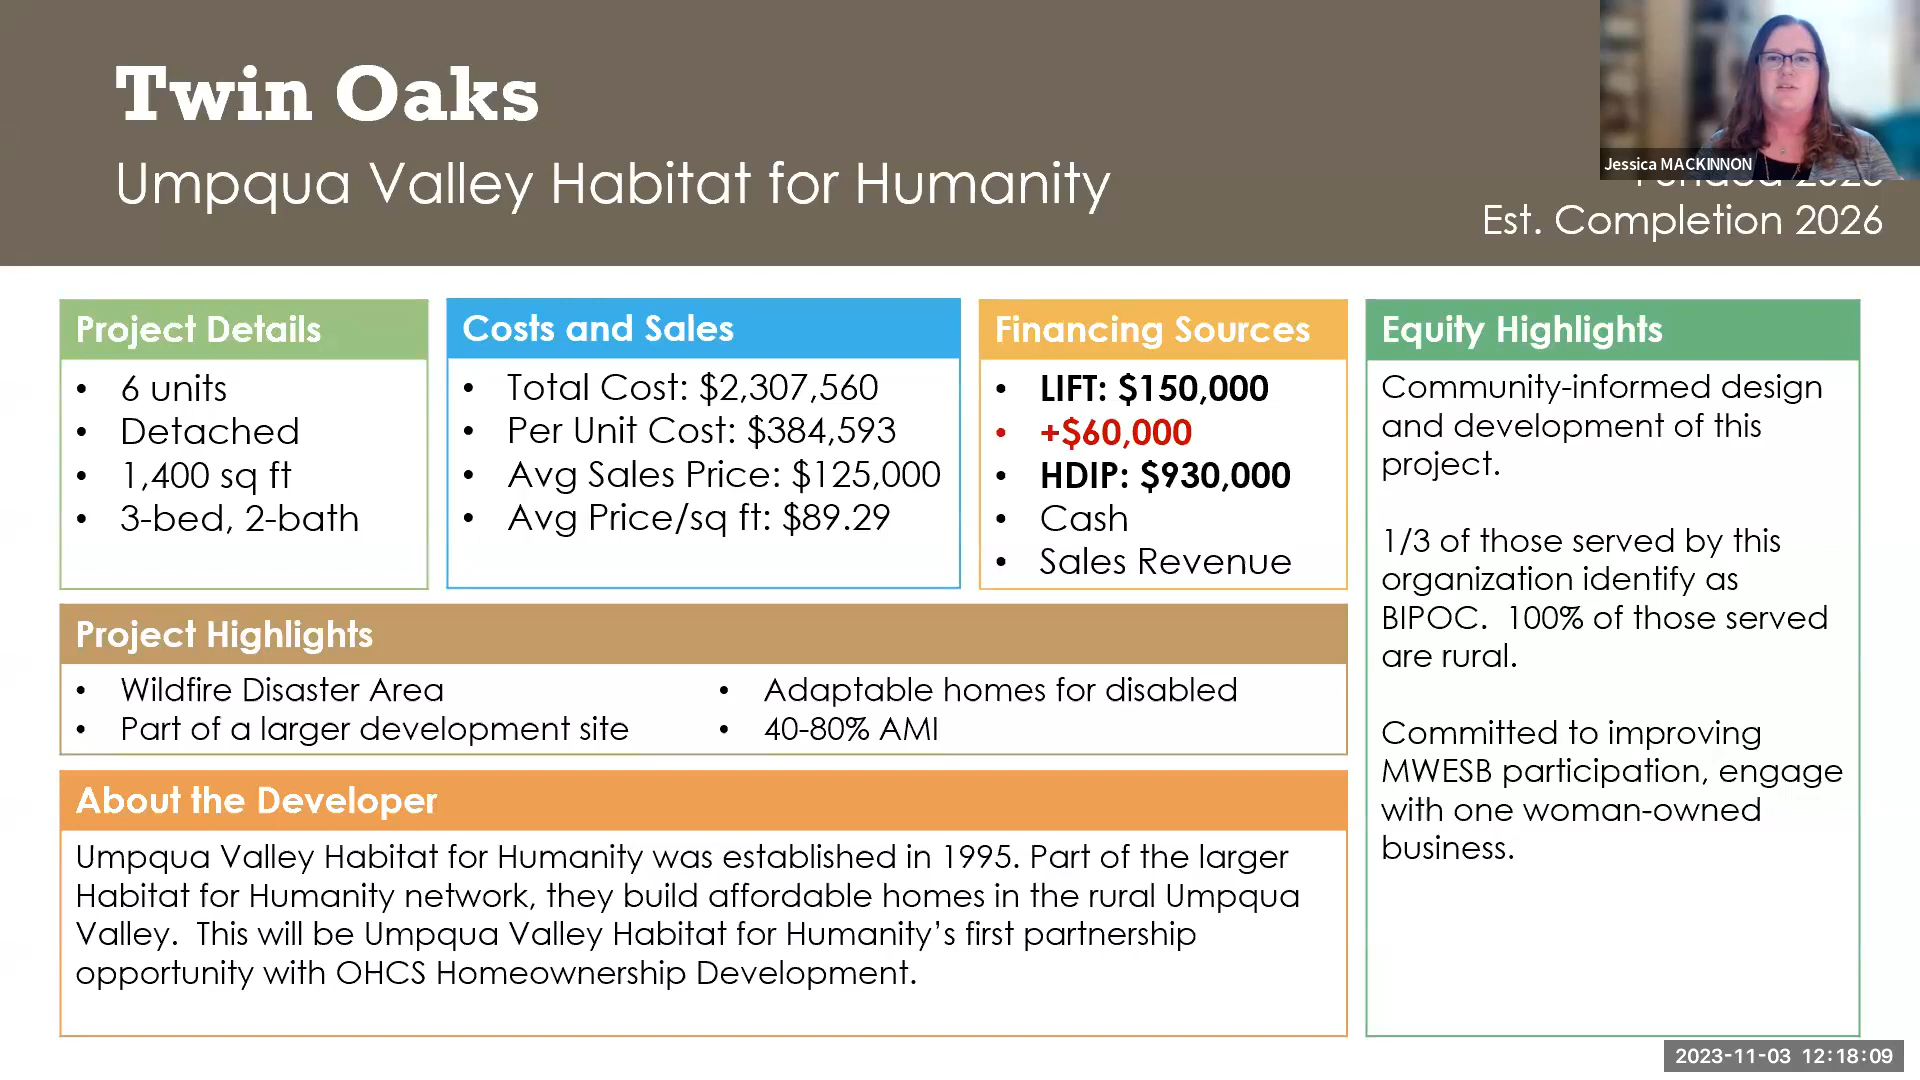 Twin Oaks
Umpqua Valley Habitat for Humanity
Jessica MACKINNON
Est. Completion 2026
Project Details
• 6 units
• Detached
• 1,400 sq ft
• 3-bed, 2-bath
Costs and Sales
• Total Cost: $2,307,560
• Per Unit Cost: $384,593
• Avg Sales Price: $125,000
• Avg Price/sq ft: $89.29
Financing Sources
• LIFT: $150,000
• +$60,000
• HDIP: $930,000
• Cash
• Sales Revenue
Equity Highlights
Community-informed design
and development of this
project.
1/3 of those served by this
organization identify as
BIPOC.  100% of those served
are rural.
Committed to improving
MWESB participation, engage
with one woman-owned
business.
Project Highlights
• Wildfire Disaster Area
• Part of a larger development site
• Adaptable homes for disabled
• 40-80% AMI
About the Developer
Umpqua Valley Habitat for Humanity was established in 1995. Part of the larger
Habitat for Humanity network, they build affordable homes in the rural Umpqua
Valley.  This will be Umpqua Valley Habitat for Humanity’s first partnership
opportunity with OHCS Homeownership Development.
2023-11-03 12:18:09